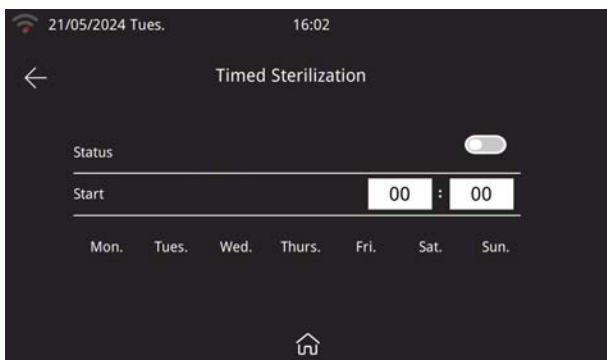 21/05/2024 Tues. 16:02
Timed Sterilization
Status
Start 00 : 00
Mon. Tues. Wed. Thurs. Fri. Sat. Sun.